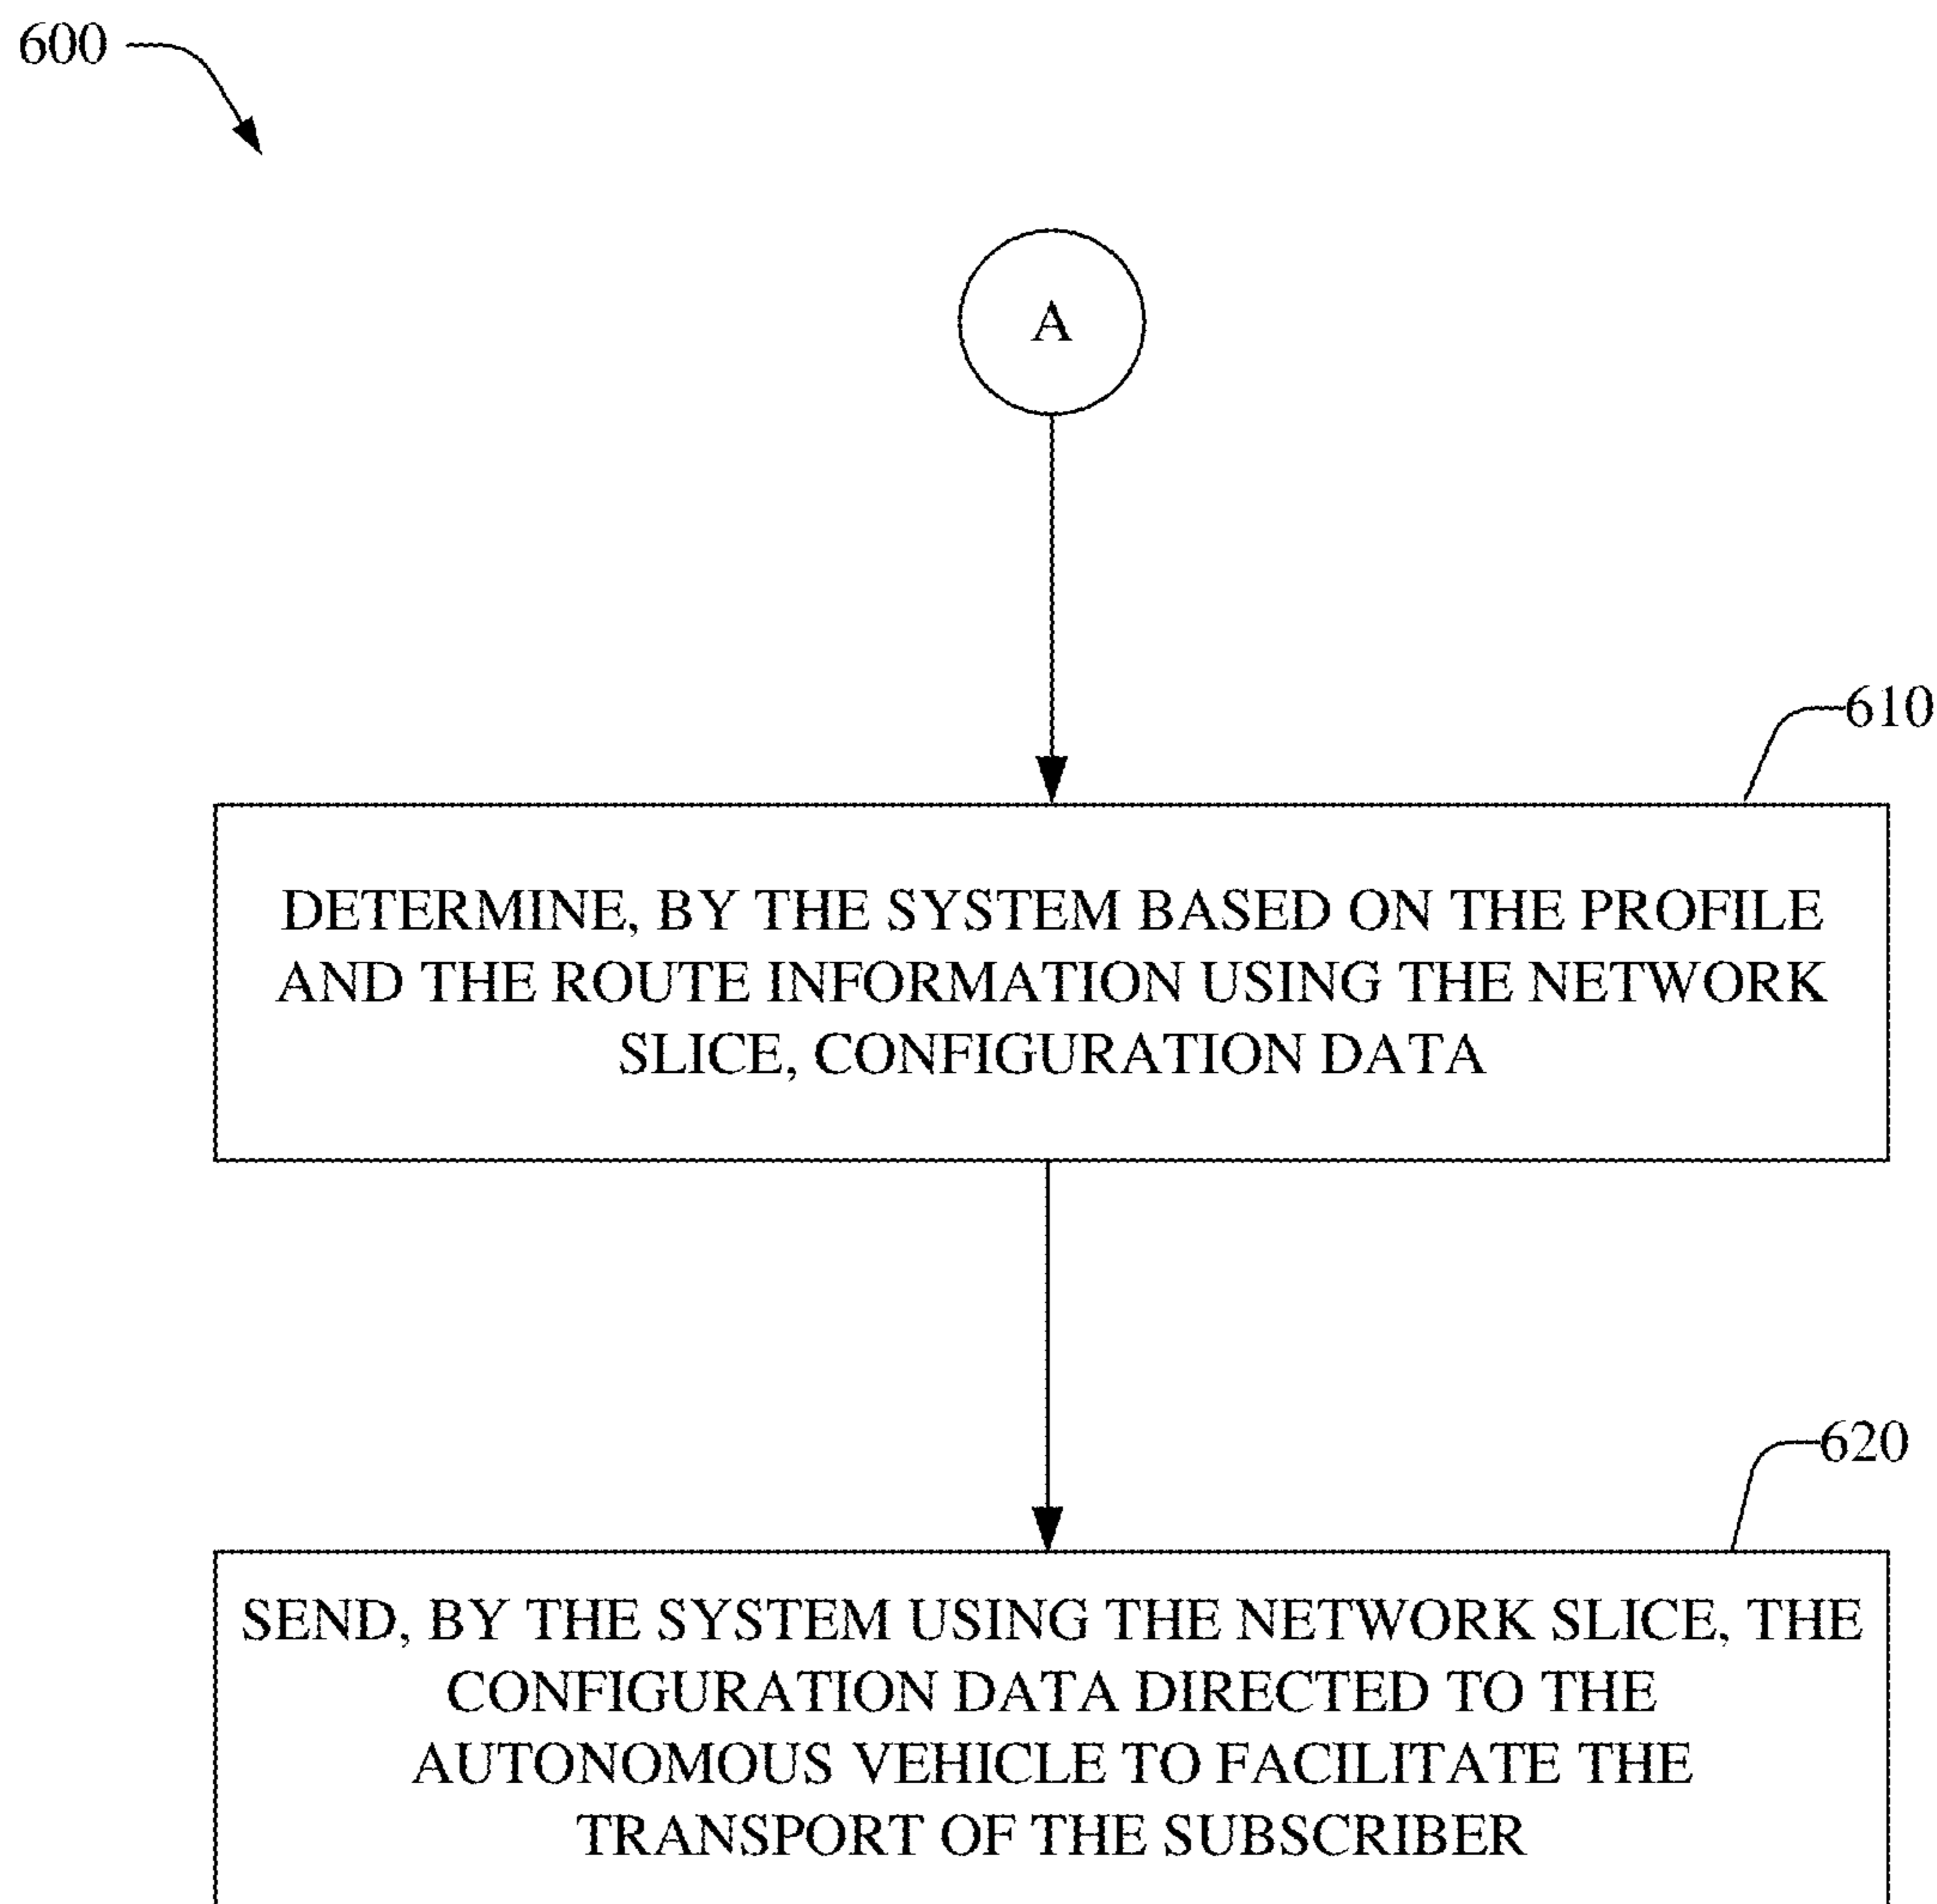 600
A
610
DETERMINE, BY THE SYSTEM BASED ON THE PROFILE
AND THE ROUTE INFORMATION USING THE NETWORK
SLICE, CONFIGURATION DATA
620
SEND, BY THE SYSTEM USING THE NETWORK SLICE, THE
CONFIGURATION DATA DIRECTED TO THE
AUTONOMOUS VEHICLE TO FACILITATE THE
TRANSPORT OF THE SUBSCRIBER